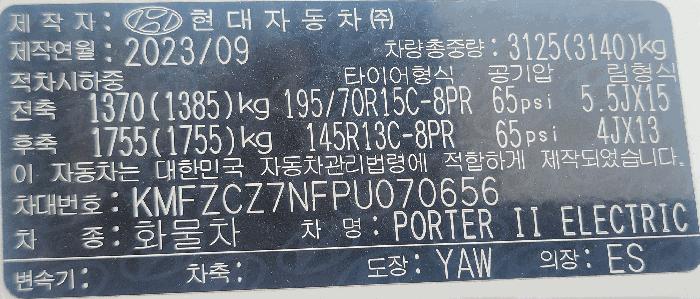 제 작 자 : 현대자동차㈜
제작연월 : 2023/09 차량총중량 : 3125(3140)kg
적차시하중 타이어형식 공기압 림형식
전축 1370(1385)kg 195/70R15C-8PR 65psi 5.5JX15
후축 1755(1755)kg 145R13C-8PR 65psi 4JX13
이 자동차는 대한민국 자동차관리법령에 적합하게 제작되었습니다.
차대번호 : KMFZCZ7NFPU070656
차 종 : 화물차 차 명 : PORTER II ELECTRIC
변속기 : 차축 : 도장 : YAW 의장 : ES